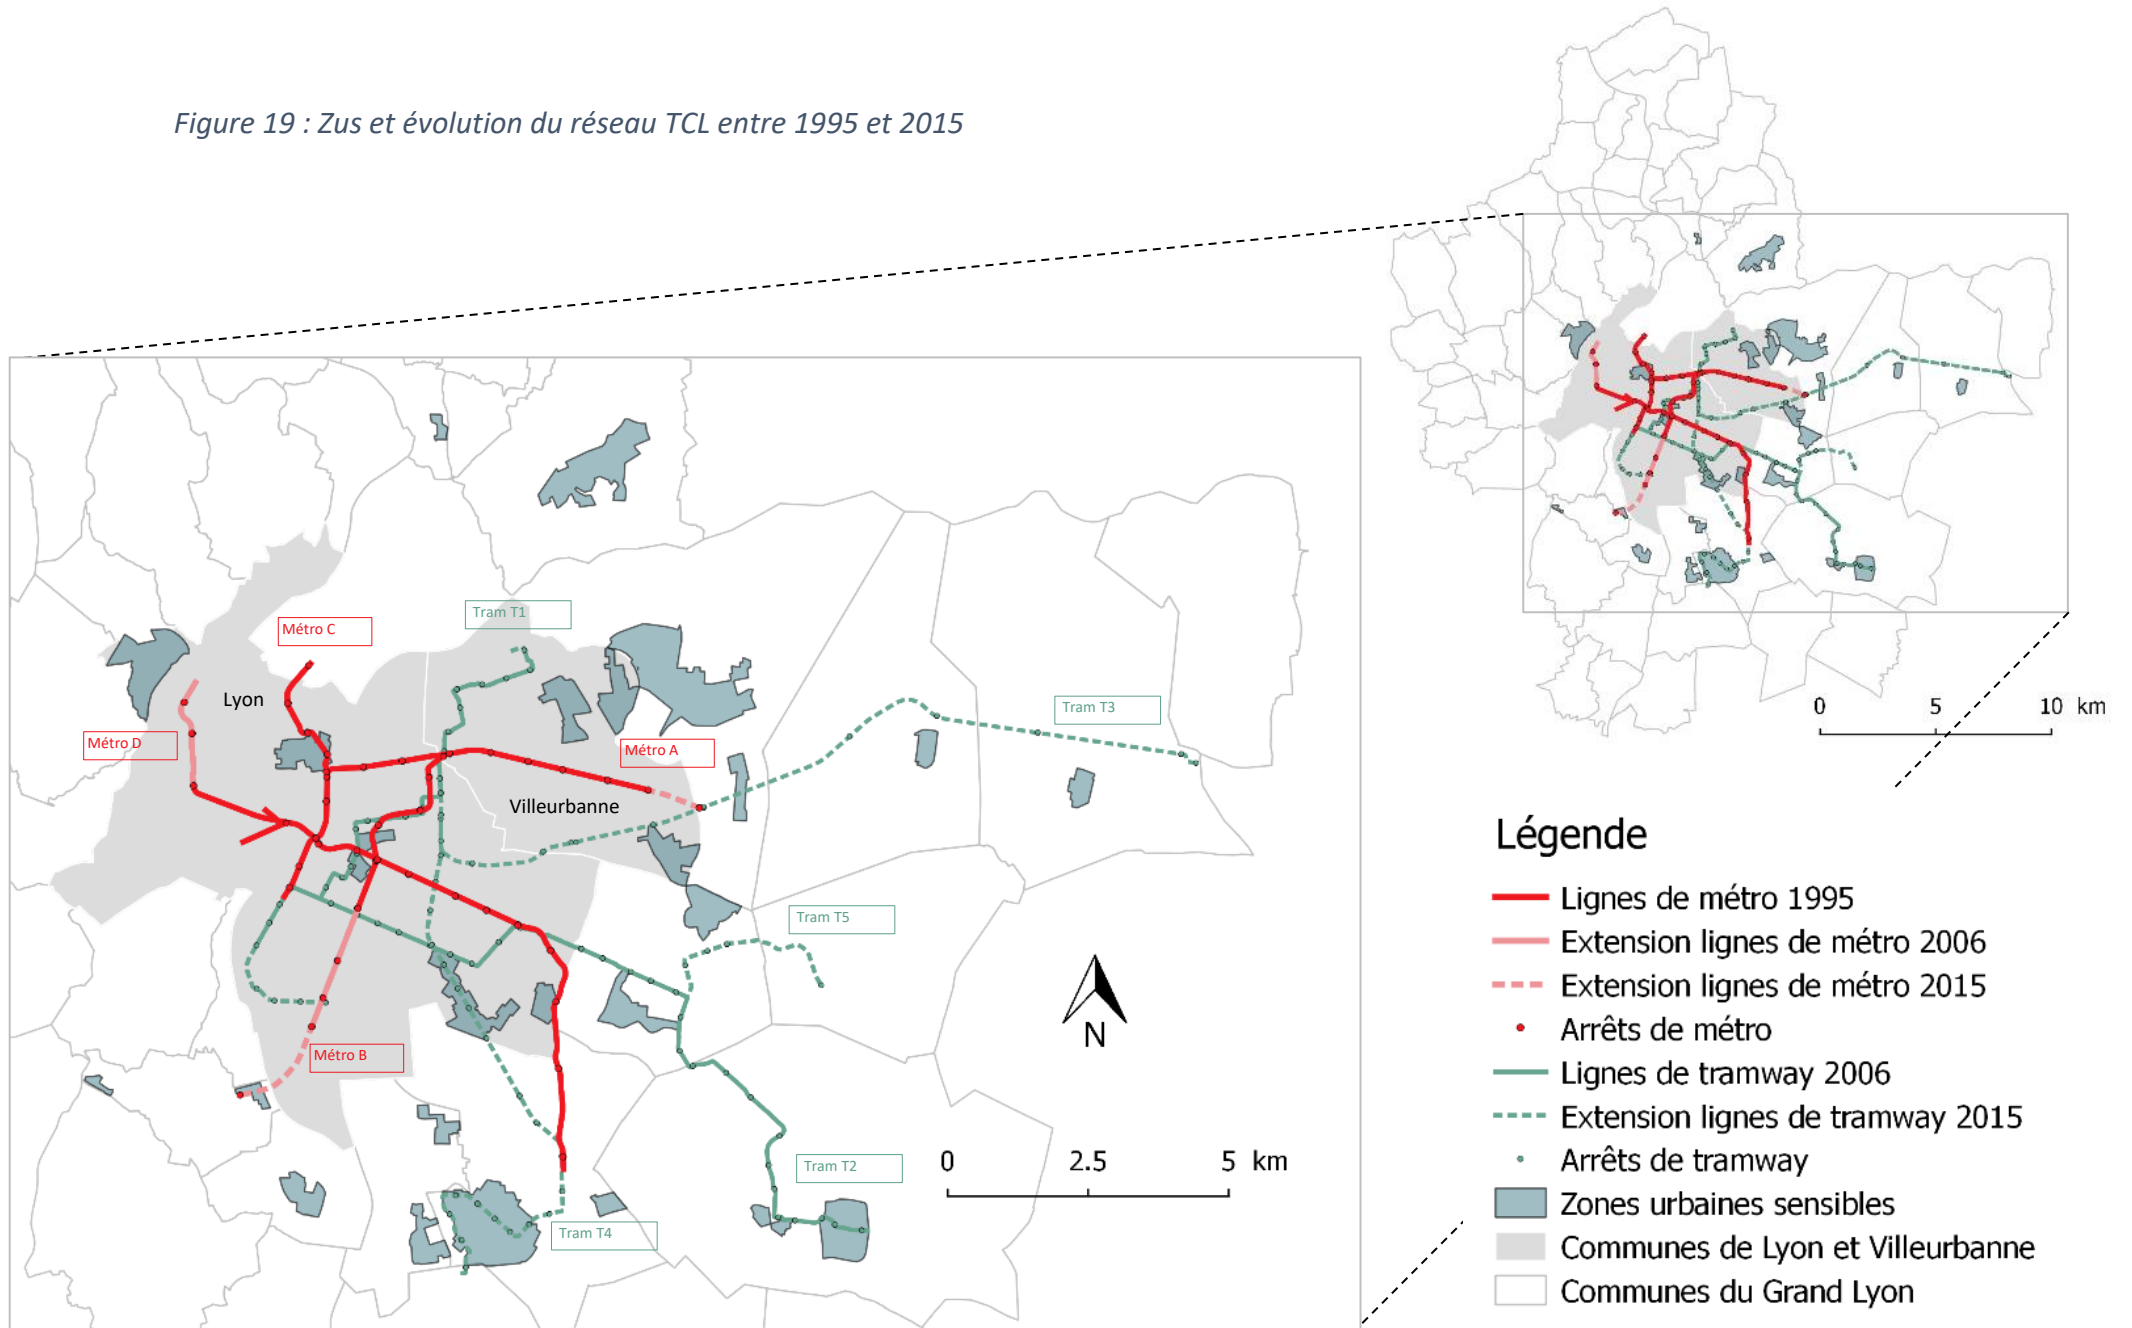 Figure 19 : Zus et évolution du réseau TCL entre 1995 et 2015
0 5 10 km
Tram T1
Métro C
Lyon
Métro D
Métro A
Tram T3
Villeurbanne
Tram T5
N
Métro B
Tram T2
0 2.5 5 km
Tram T4
Légende
Lignes de métro 1995
Extension lignes de métro 2006
Extension lignes de métro 2015
Arrêts de métro
Lignes de tramway 2006
Extension lignes de tramway 2015
Arrêts de tramway
Zones urbaines sensibles
Communes de Lyon et Villeurbanne
Communes du Grand Lyon